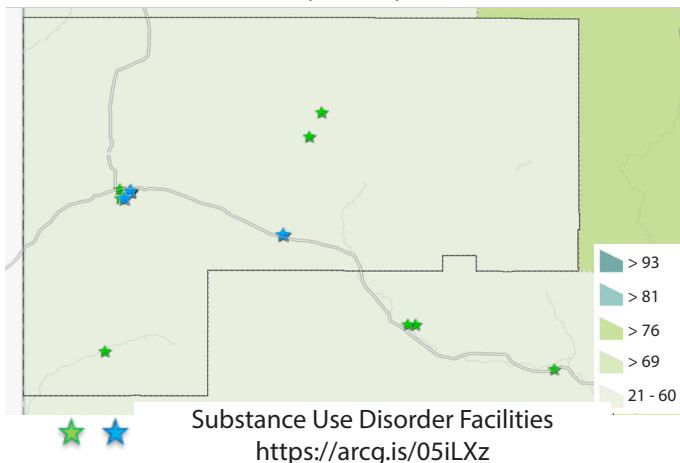 > 93
> 81
> 76
> 69
21 - 60
Substance Use Disorder Facilities
https://arcg.is/05iLXz